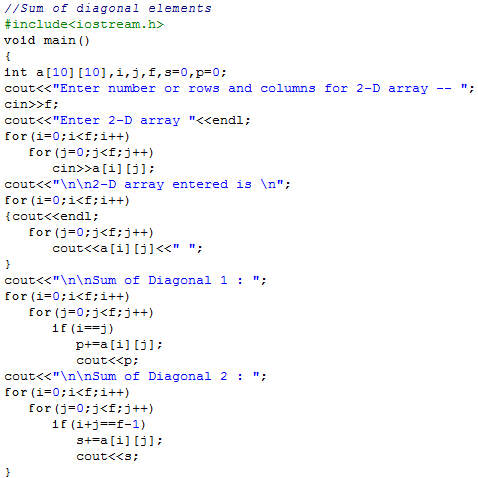 //Sum of diagonal elements
#include<iostream.h>
void main()
{
int a[10][10],i,j,f,s=0,p=0;
cout<<"Enter number or rows and columns for 2-D array -- ";
cin>>f;
cout<<"Enter 2-D array "<<endl;
for(i=0;i<f;i++)
   for(j=0;j<f;j++)
      cin>>a[i][j];
cout<<"\n\n2-D array entered is \n";
for(i=0;i<f;i++)
{cout<<endl;
   for(j=0;j<f;j++)
      cout<<a[i][j]<<" ";
}
cout<<"\n\nSum of Diagonal 1 : ";
for(i=0;i<f;i++)
   for(j=0;j<f;j++)
      if(i==j)
         p+=a[i][j];
         cout<<p;
cout<<"\n\nSum of Diagonal 2 : ";
for(i=0;i<f;i++)
   for(j=0;j<f;j++)
      if(i+j==f-1)
         s+=a[i][j];
         cout<<s;
}